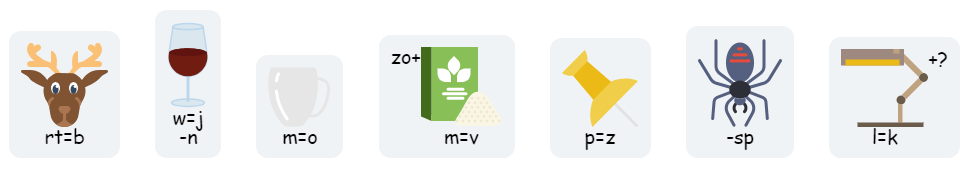 rt=b
w=j
-n
m=o
zo+
m=v
p=z
-sp
+?
l=k